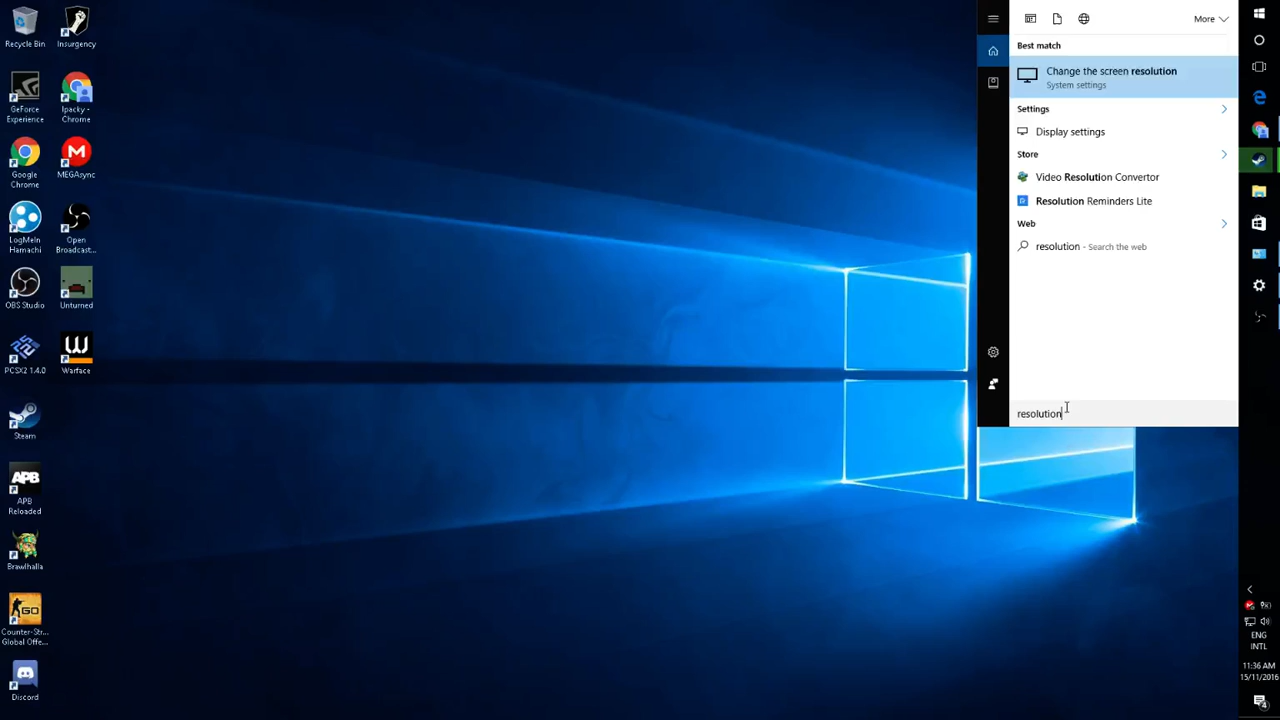 Recycle Bin
Insurgency
GeForce
Experience
Ipacky -
Chrome
Google
Chrome
MEGAsync
LogMeIn
Hamachi
Open
Broadcast...
OBS Studio
Unturned
PCSX2 1.4.0
Warface
Steam
APB
Reloaded
Brawlhalla
Counter-Str...
Global Offe...
Discord
More
Best match
Change the screen resolution
System settings
Settings
Display settings
Store
Video Resolution Convertor
Resolution Reminders Lite
Web
resolution - Search the web
resolution
ENG
INTL
11:36 AM
15/11/2016
4